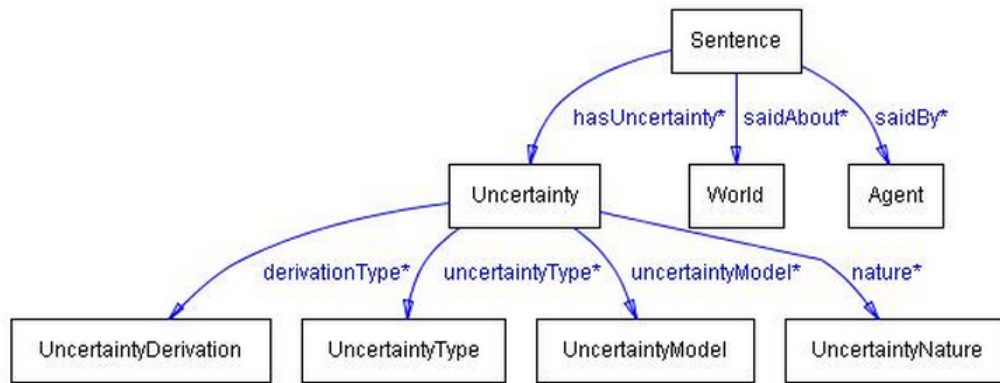 Sentence
hasUncertainty* saidAbout* saidBy*
Uncertainty World Agent
derivationType* uncertaintyType* uncertaintyModel* nature*
UncertaintyDerivation UncertaintyType UncertaintyModel UncertaintyNature